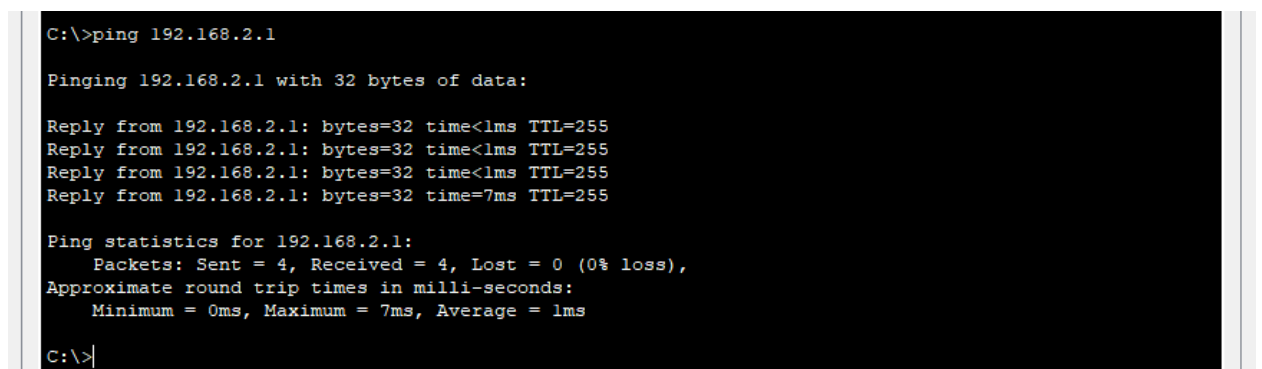 C:\>ping 192.168.2.1
Pinging 192.168.2.1 with 32 bytes of data:
Reply from 192.168.2.1: bytes=32 time<1ms TTL=255
Reply from 192.168.2.1: bytes=32 time<1ms TTL=255
Reply from 192.168.2.1: bytes=32 time<1ms TTL=255
Reply from 192.168.2.1: bytes=32 time=7ms TTL=255
Ping statistics for 192.168.2.1:
    Packets: Sent = 4, Received = 4, Lost = 0 (0% loss),
Approximate round trip times in milli-seconds:
    Minimum = 0ms, Maximum = 7ms, Average = 1ms
C:\>